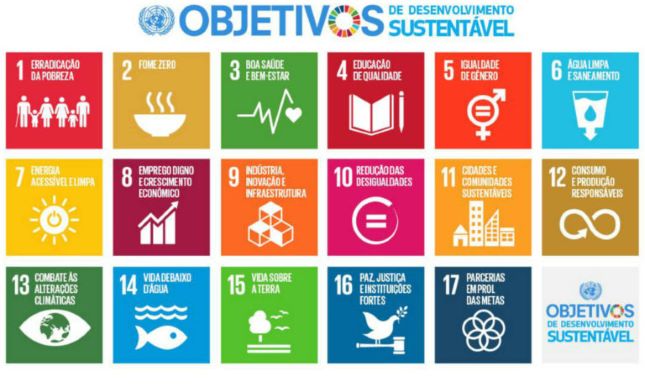 OBJETIVOS
DE DESENVOLVIMENTO
SUSTENTÁVEL
1 ERRADICAÇÃO
DA POBREZA
2 FOME ZERO
3 BOA SAÚDE
E BEM-ESTAR
4 EDUCAÇÃO
DE QUALIDADE
5 IGUALDADE
DE GÊNERO
6 ÁGUA LIMPA
E SANEAMENTO
7 ENERGIA
ACESSÍVEL E LIMPA
8 EMPREGO DIGNO
E CRESCIMENTO
ECONÔMICO
9 INDÚSTRIA,
INOVAÇÃO E
INFRAESTRUTURA
10 REDUÇÃO DAS
DESIGUALDADES
11 CIDADES E
COMUNIDADES
SUSTENTÁVEIS
12 CONSUMO
E PRODUÇÃO
RESPONSÁVEIS
13 COMBATE ÀS
ALTERAÇÕES
CLIMÁTICAS
14 VIDA DEBAIXO
D'ÁGUA
15 VIDA SOBRE
A TERRA
16 PAZ, JUSTIÇA
E INSTITUIÇÕES
FORTES
17 PARCERIAS
EM PROL
DAS METAS
OBJETIVOS
DE DESENVOLVIMENTO
SUSTENTÁVEL